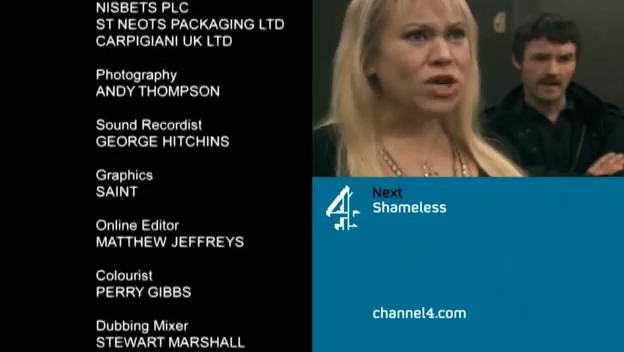 NISBETS PLC
ST NEOTS PACKAGING LTD
CARPIGIANI UK LTD
Photography
ANDY THOMPSON
Sound Recordist
GEORGE HITCHINS
Graphics
SAINT
Online Editor
MATTHEW JEFFREYS
Colourist
PERRY GIBBS
Dubbing Mixer
STEWART MARSHALL
4
Next
Shameless
channel4.com